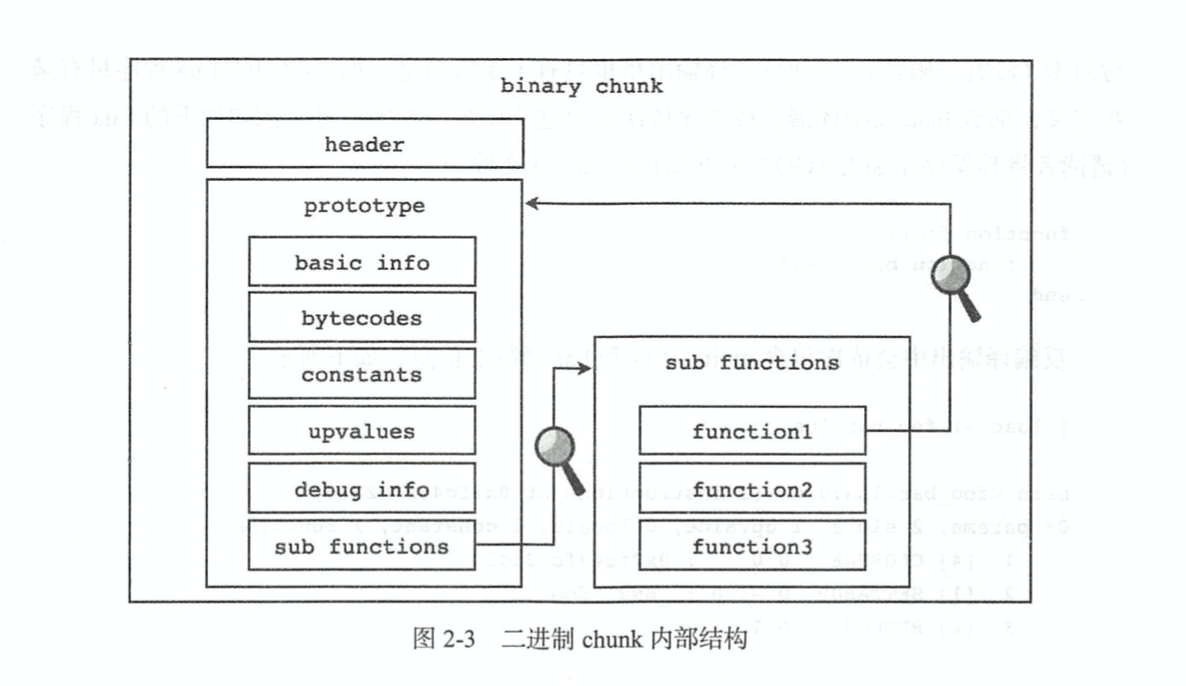 binary chunk
header
prototype
basic info
bytecodes
constants
upvalues
debug info
sub functions
sub functions
function1
function2
function3
图 2-3 二进制 chunk 内部结构